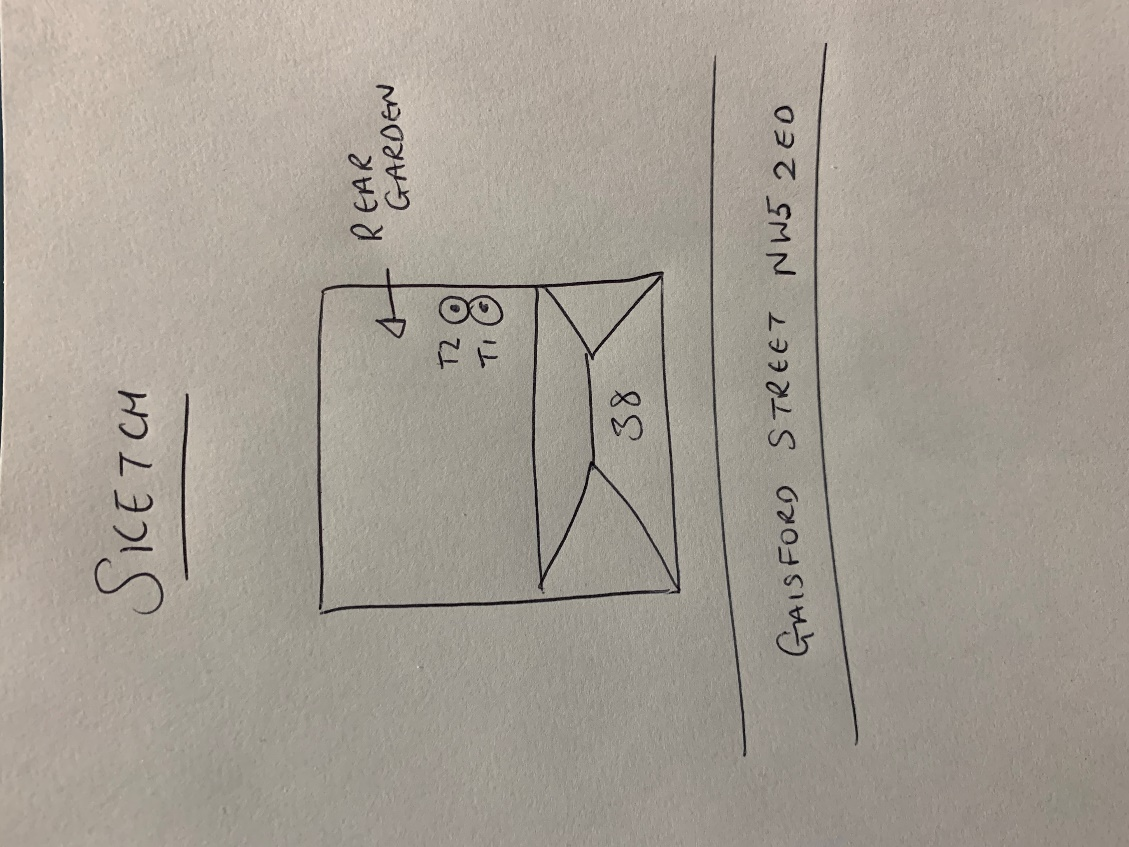 SKETCH
REAR
GARDEN
T2
T1
38
GAISFORD STREET NW5 2ED